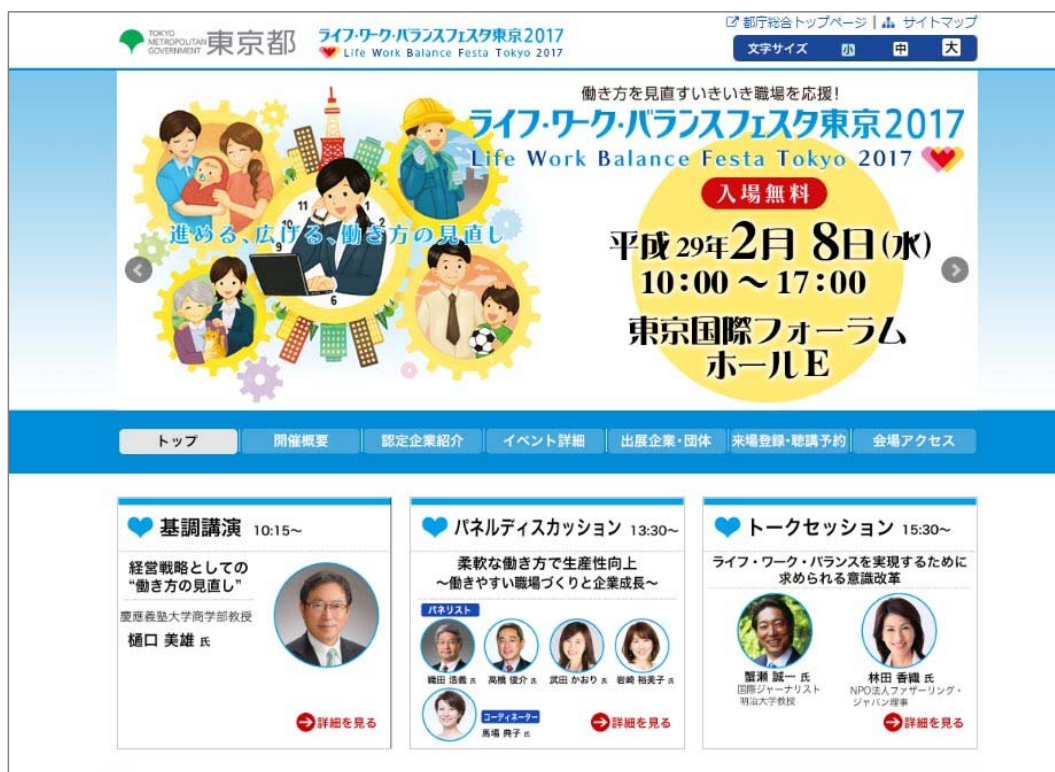 TOKYO
METROPOLITAN
GOVERNMENT
東京都
ライフ・ワーク・バランスフェスタ東京2017
Life Work Balance Festa Tokyo 2017
都庁総合トップページ | サイトマップ
文字サイズ 小 中 大
働き方を見直すいきいき職場を応援!
ライフ・ワーク・バランスフェスタ東京2017
Life Work Balance Festa Tokyo 2017
入場無料
進める、広げる、働き方の見直し
平成29年2月8日(水)
10:00~17:00
東京国際フォーラム
ホールE
11 1
10 2
9
6
トップ 開催概要 認定企業紹介 イベント詳細 出展企業・団体 来場登録・聴講予約 会場アクセス
基調講演 10:15~
経営戦略としての
“働き方の見直し”
慶應義塾大学商学部教授
樋口 美雄 氏
詳細を見る
パネルディスカッション 13:30~
柔軟な働き方で生産性向上
~働きやすい職場づくりと企業成長~
パネリスト
織田 浩義 氏 高橋 俊介 氏 武田 かおり 氏 岩崎 裕美子 氏
コーディネーター
馬場 典子 氏
詳細を見る
トークセッション 15:30~
ライフ・ワーク・バランスを実現するために
求められる意識改革
蟹瀬 誠一 氏
国際ジャーナリスト
明治大学教授
林田 香織 氏
NPO法人ファザーリング・
ジャパン理事
詳細を見る